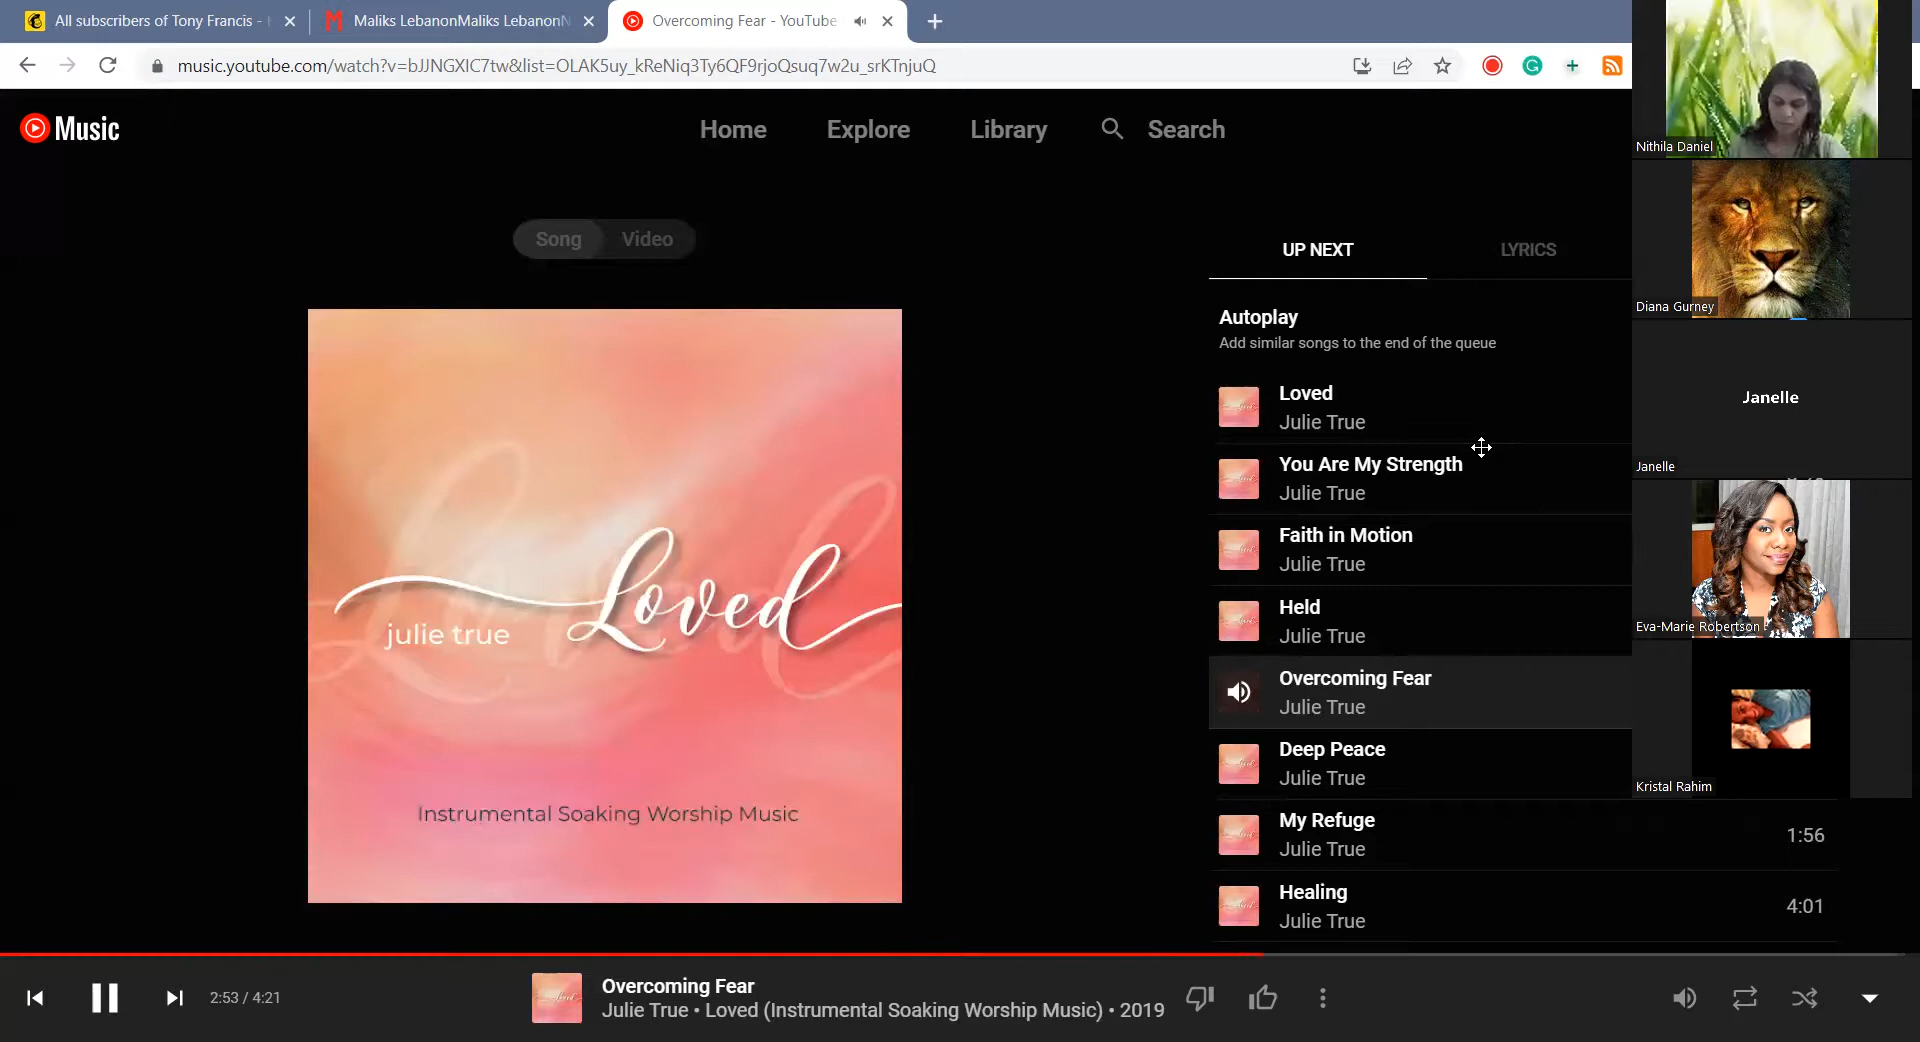 All subscribers of Tony Francis -
Maliks LebanonMaliks Lebanon
Overcoming Fear - YouTube
music.youtube.com/watch?v=bJJNGXIC7tw&list=OLAK5uy_kReNiq3Ty6QF9rjoQsuq7w2u_srKTnjuQ
Music
Home
Explore
Library
Search
Song
Video
julie true
Loved
Instrumental Soaking Worship Music
UP NEXT
LYRICS
Autoplay
Add similar songs to the end of the queue
Loved
Julie True
You Are My Strength
Julie True
Faith in Motion
Julie True
Held
Julie True
Overcoming Fear
Julie True
Deep Peace
Julie True
My Refuge
Julie True
1:56
Healing
Julie True
4:01
Nithila Daniel
Diana Gurney
Janelle
Janelle
Eva-Marie Robertson
Kristal Rahim
2:53 / 4:21
Overcoming Fear
Julie True • Loved (Instrumental Soaking Worship Music) • 2019